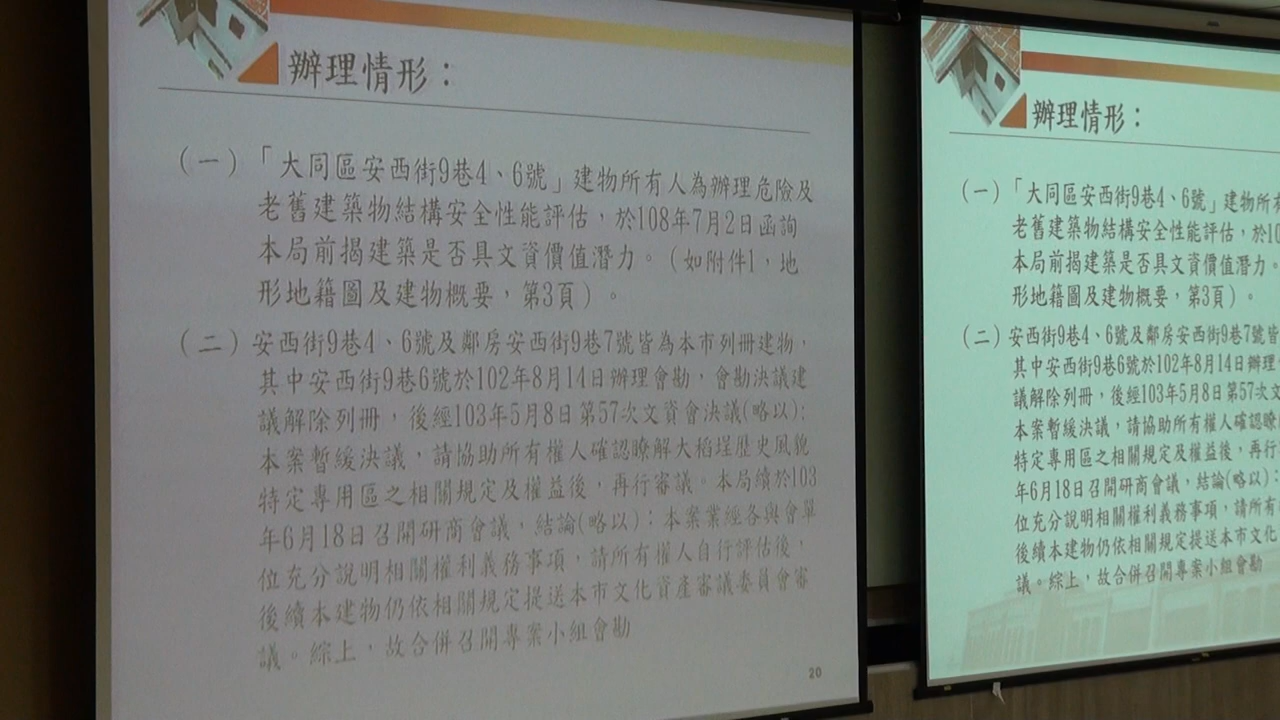 辦理情形：
（一）「大同區安西街9巷4、6號」建物所有人為辦理危險及
老舊建築物結構安全性能評估，於108年7月2日函詢
本局前揭建築是否具文資價值潛力。（如附件1，地
形地籍圖及建物概要，第3頁）。
（二）安西街9巷4、6號及鄰房安西街9巷7號皆為本市列冊建物，
其中安西街9巷6號於102年8月14日辦理會勘，會勘決議建
議解除列冊，後經103年5月8日第57次文資會決議(略以):
本案暫緩決議，請協助所有權人確認瞭解大稻埕歷史風貌
特定專用區之相關規定及權益後，再行審議。本局續於103
年6月18日召開研商會議，結論(略以)：本案業經各與會單
位充分說明相關權利義務事項，請所有權人自行評估後，
後續本建物仍依相關規定提送本市文化資產審議委員會審
議。綜上，故合併召開專案小組會勘
20
辦理情形：
（一）「大同區安西街9巷4、6號」建物所有
老舊建築物結構安全性能評估，於10
本局前揭建築是否具文資價值潛力。
形地籍圖及建物概要，第3頁）。
（二）安西街9巷4、6號及鄰房安西街9巷7號皆
其中安西街9巷6號於102年8月14日辦理
議解除列冊，後經103年5月8日第57次文
本案暫緩決議，請協助所有權人確認瞭
特定專用區之相關規定及權益後，再行
年6月18日召開研商會議，結論(略以)：
位充分說明相關權利義務事項，請所有
後續本建物仍依相關規定提送本市文化
議。綜上，故合併召開專案小組會勘